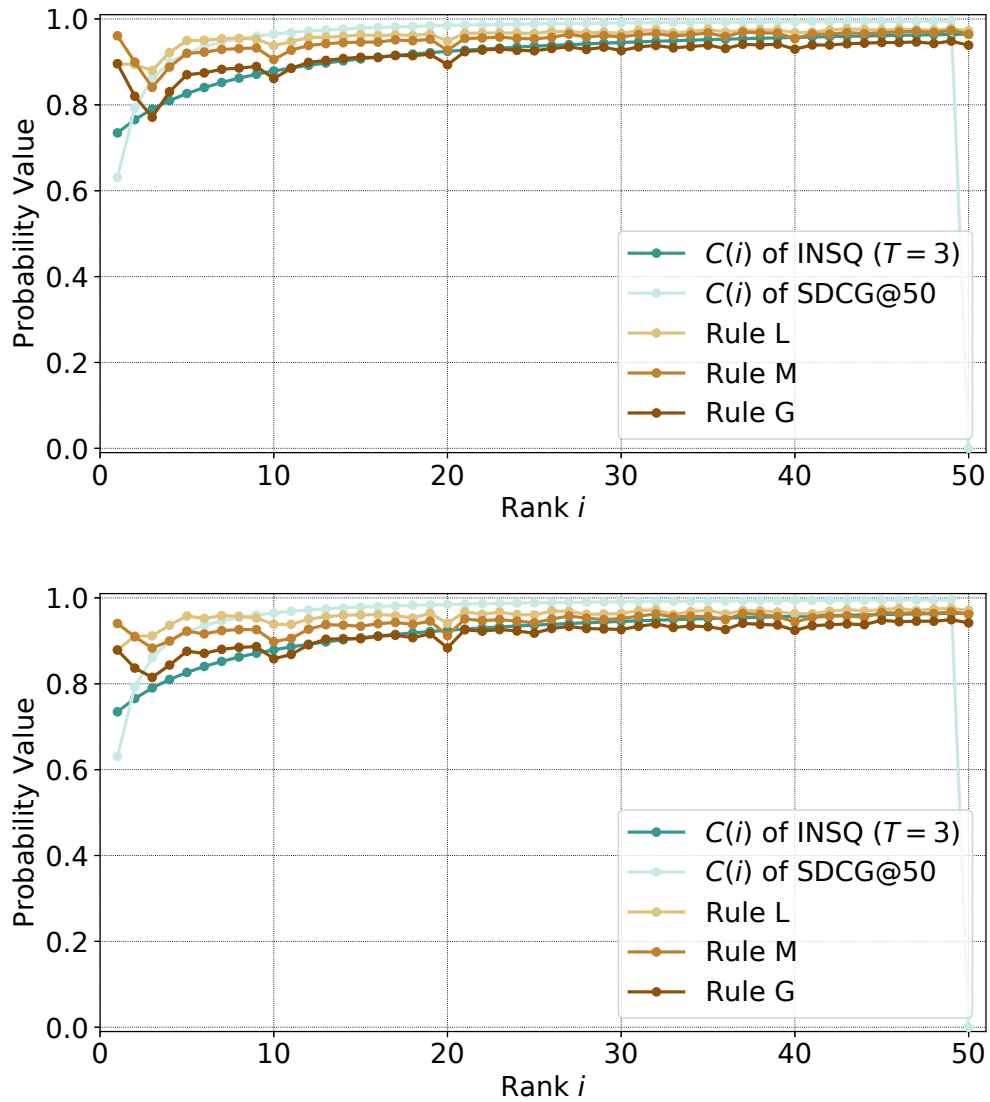 1.0
0.8
0.6
0.4
0.2
0.0
Probability Value
C(i) of INSQ (T = 3)
C(i) of SDCG@50
Rule L
Rule M
Rule G
0 10 20 30 40 50
Rank i
1.0
0.8
0.6
0.4
0.2
0.0
Probability Value
C(i) of INSQ (T = 3)
C(i) of SDCG@50
Rule L
Rule M
Rule G
0 10 20 30 40 50
Rank i